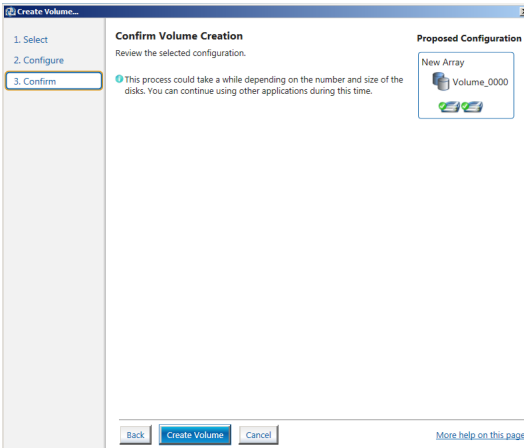 Create Volume...
1. Select
2. Configure
3. Confirm
Confirm Volume Creation
Review the selected configuration.
This process could take a while depending on the number and size of the
disks. You can continue using other applications during this time.
Proposed Configuration
New Array
Volume_0000
Back
Create Volume
Cancel
More help on this page